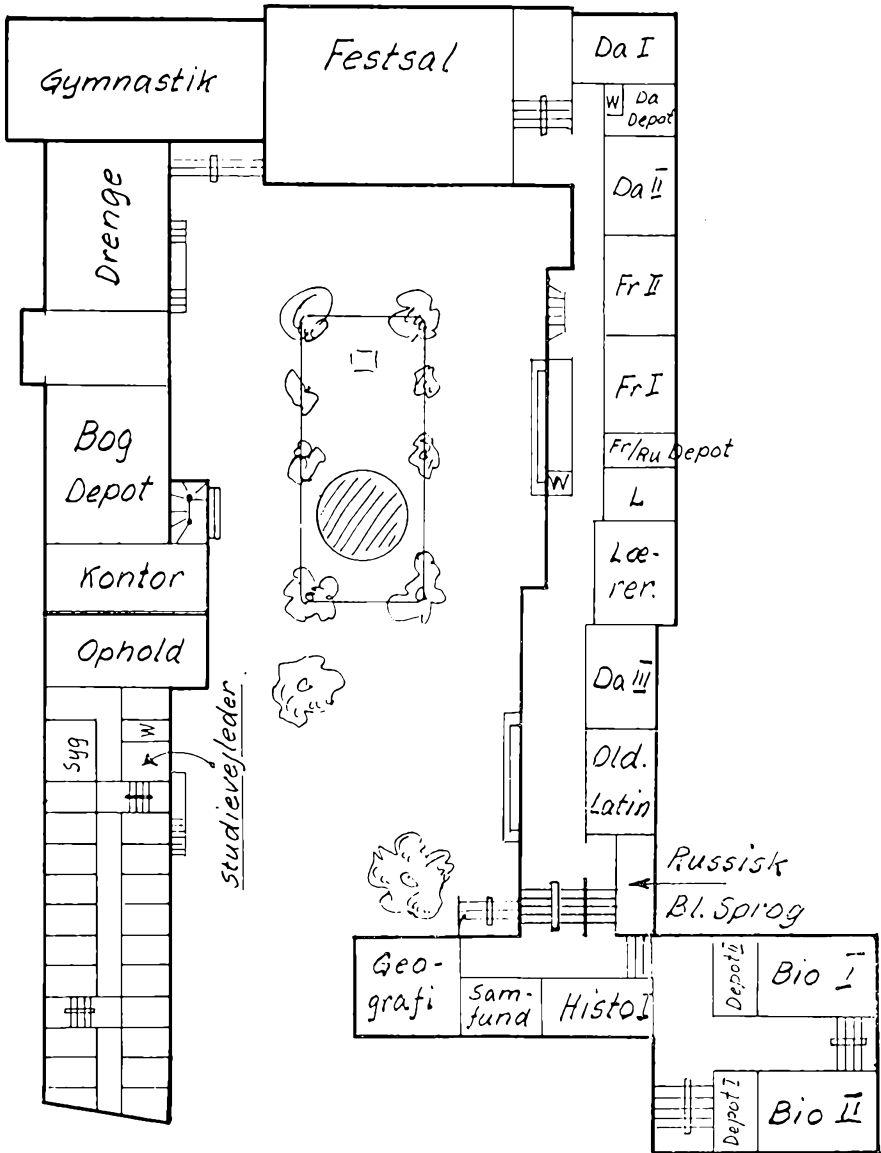 Gymnastik
Festsal
Da I
W
Da
Depot
Drenge
Da II
Fr II
Fr I
Bog
Depot
Fr/Ru Depot
W
L
Kontor
Læ-
rer.
Ophold
Da III
Syg
W
Studievejleder
Old.
Latin
Russisk
Bl. Sprog
Geo-
grafi
Sam-
fund
Histo I
Depot II
Bio I
Depot I
Bio II